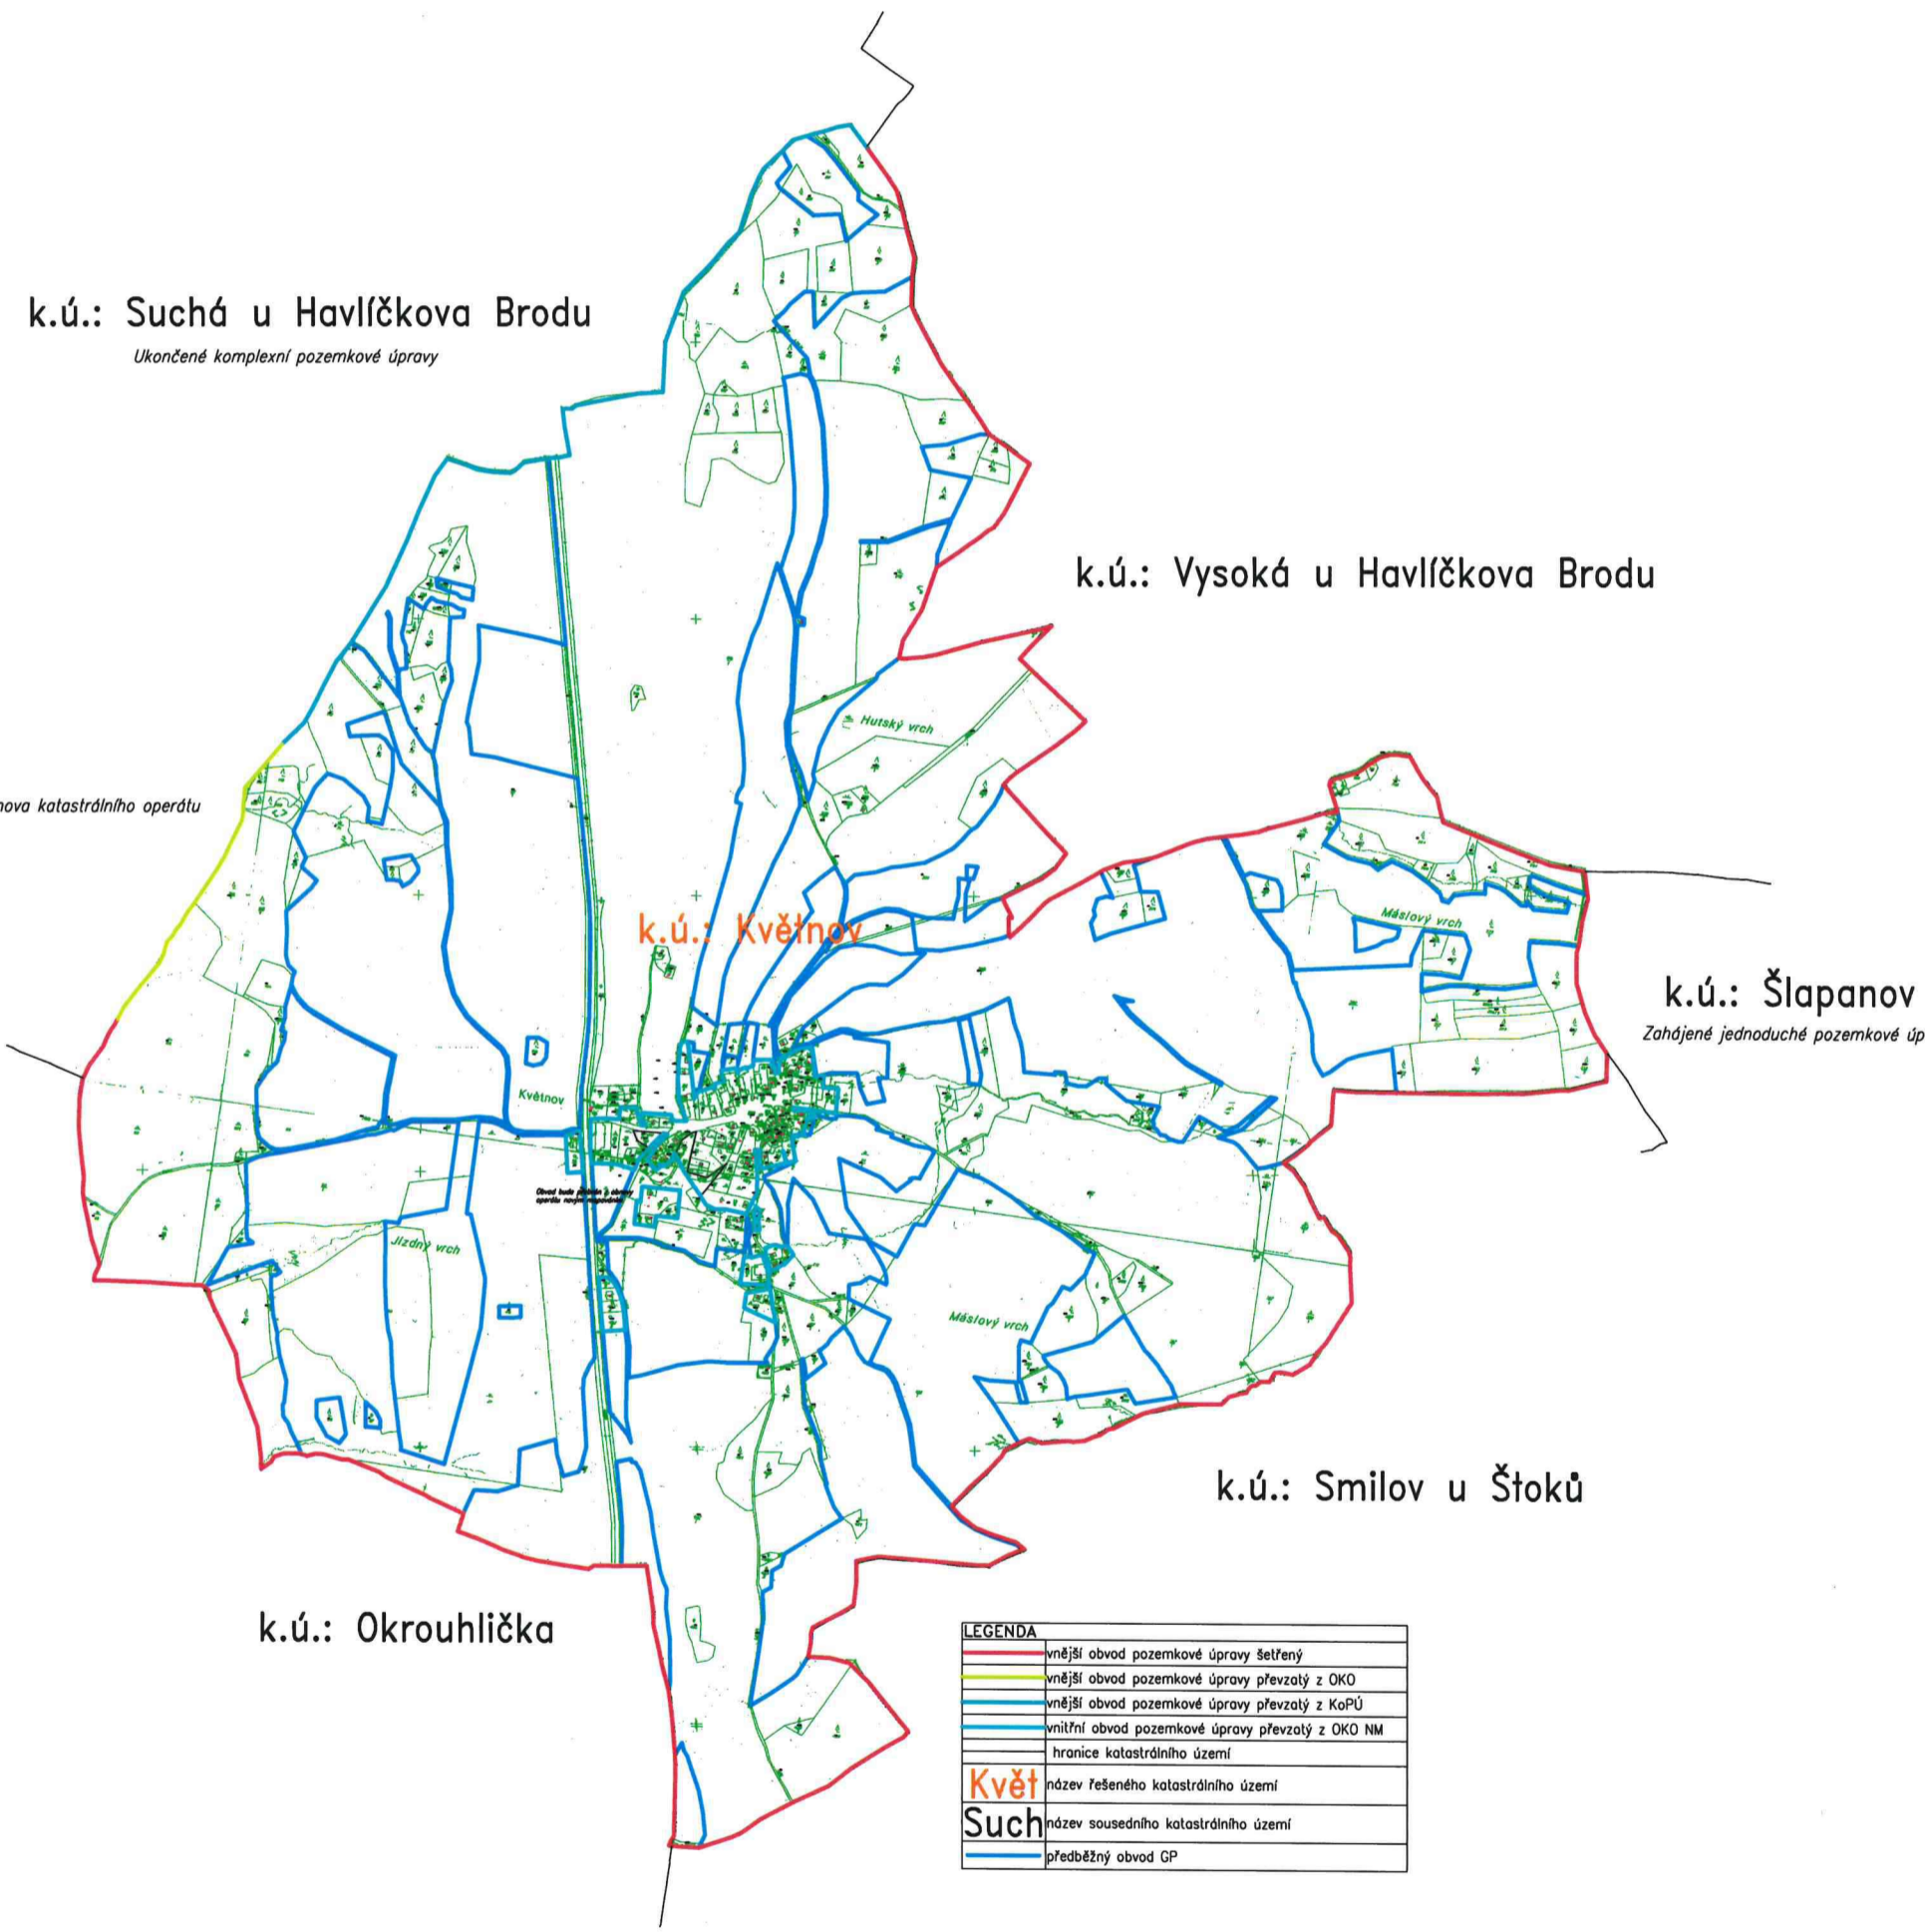 k.ú.: Suchá u Havlíčkova Brodu
Ukončené komplexní pozemkové úpravy
k.ú.: Vysoká u Havlíčkova Brodu
Hutský vrch
katastrálního operátu
k.ú.: Květnov
Máslový vrch
k.ú.: Šlapanov
Zahájené jednoduché pozemkové úp
Květnov
Obvod bude
Jízdný vrch
Máslový vrch
k.ú.: Smilov u Štoků
k.ú.: Okrouhlička
LEGENDA
vnější obvod pozemkové úpravy šetřený
vnější obvod pozemkové úpravy převzatý z OKO
vnější obvod pozemkové úpravy převzatý z KoPÚ
vnitřní obvod pozemkové úpravy převzatý z OKO NM
hranice katastrálního území
Květ název řešeného katastrálního území
Such název sousedního katastrálního území
předběžný obvod GP